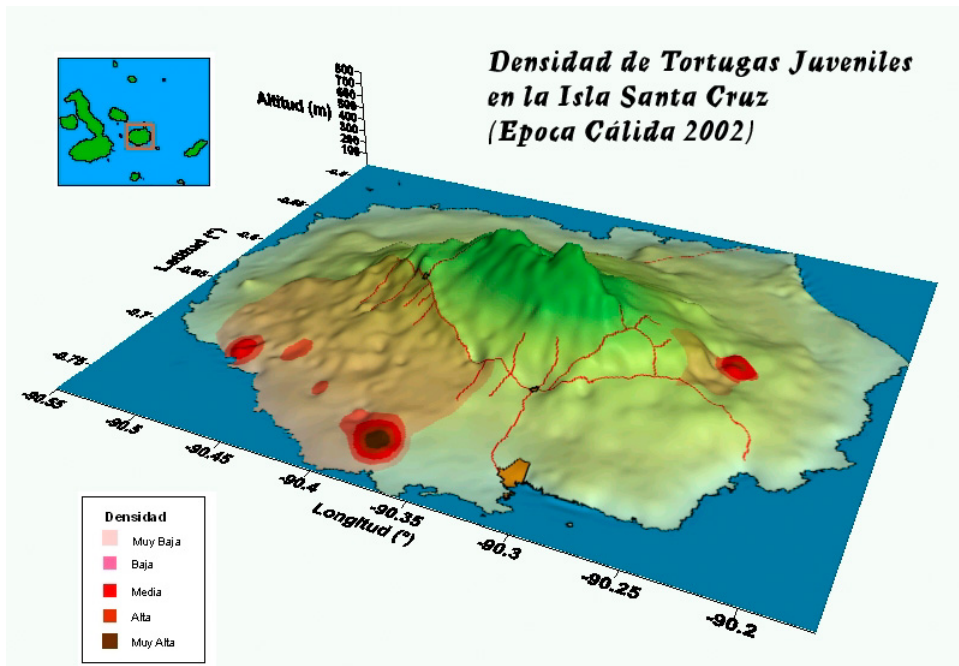 Densidad de Tortugas Juveniles
en la Isla Santa Cruz
(Epoca Cálida 2002)
Altitud (m)
800
700
600
500
400
300
200
100
Latitud (°)
-0.55
-0.6
-0.65
-0.7
-0.75
-90.55
-90.5
-90.45
-90.4
-90.35
-90.3
-90.25
-90.2
Longitud (°)
Densidad
Muy Baja
Baja
Media
Alta
Muy Alta